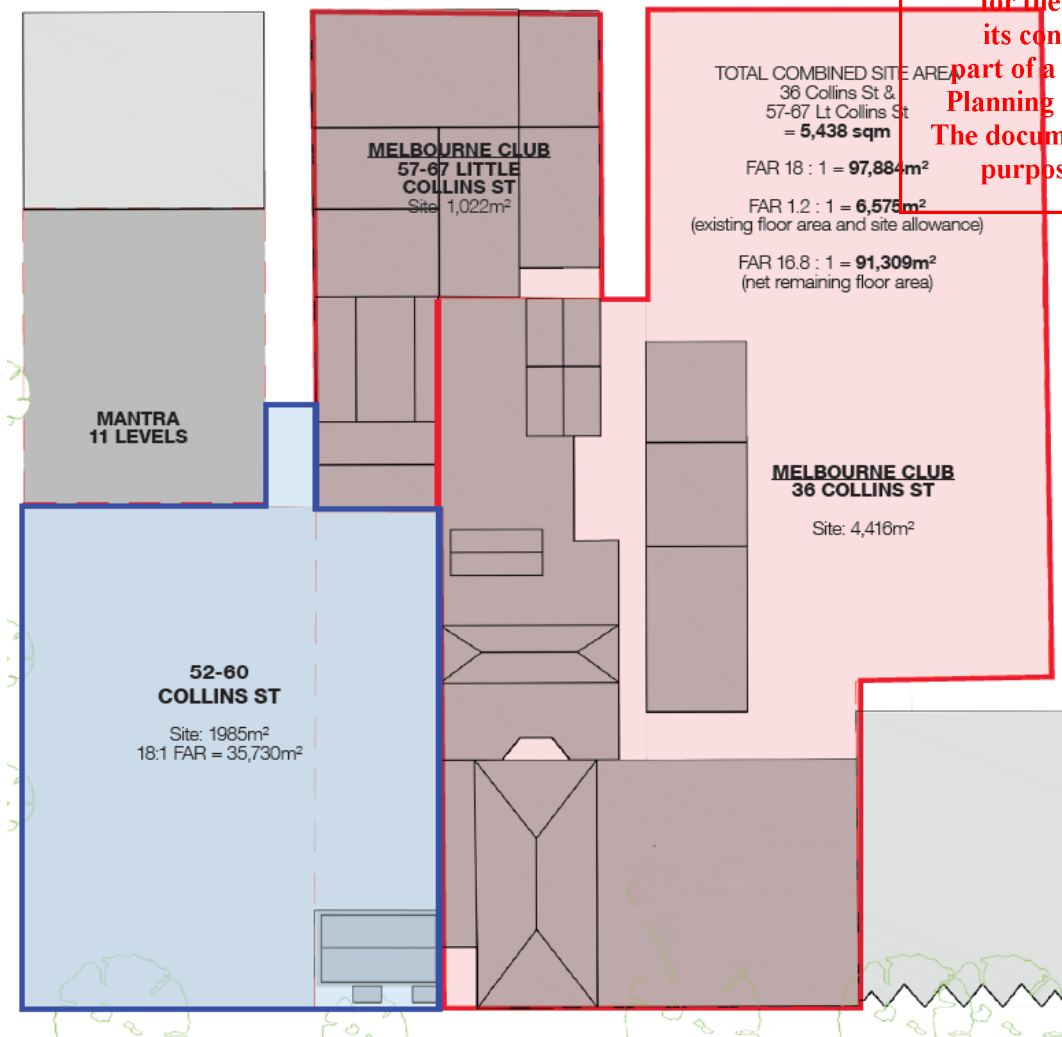 for the
its con
part of a
Planning
The docum
purpos
TOTAL COMBINED SITE AREA
36 Collins St &
57-67 Lt Collins St
= 5,438 sqm
FAR 18 : 1 = 97,884m²
FAR 1.2 : 1 = 6,575m²
(existing floor area and site allowance)
FAR 16.8 : 1 = 91,309m²
(net remaining floor area)
MELBOURNE CLUB
57-67 LITTLE
COLLINS ST
Site: 1,022m²
MANTRA
11 LEVELS
MELBOURNE CLUB
36 COLLINS ST
Site: 4,416m²
52-60
COLLINS ST
Site: 1985m²
18:1 FAR = 35,730m²